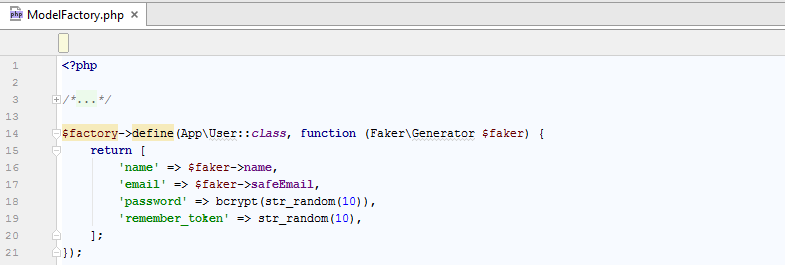 php ModelFactory.php ×
1 <?php
2
3 /*...*/
13
14 $factory->define(App\User::class, function (Faker\Generator $faker) {
15     return [
16         'name' => $faker->name,
17         'email' => $faker->safeEmail,
18         'password' => bcrypt(str_random(10)),
19         'remember_token' => str_random(10),
20     ];
21 });